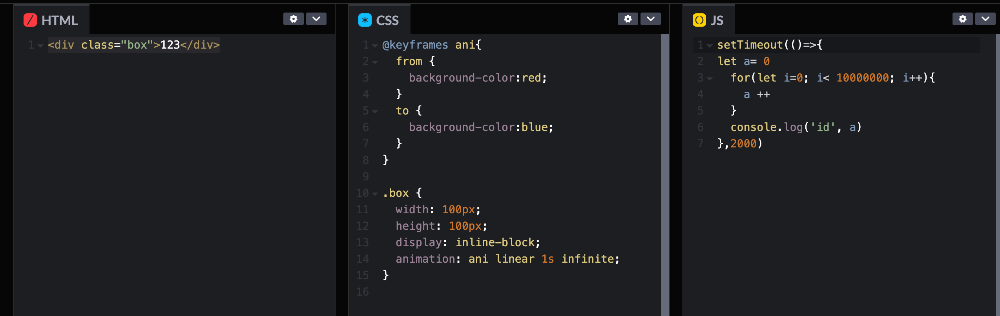 HTML
1 <div class="box">123</div>
CSS
1 @keyframes ani{
2 from {
3 background-color:red;
4 }
5 to {
6 background-color:blue;
7 }
8 }
9
10 .box {
11 width: 100px;
12 height: 100px;
13 display: inline-block;
14 animation: ani linear 1s infinite;
15 }
16
JS
1 setTimeout(()=>{
2 let a= 0
3 for(let i=0; i< 10000000; i++){
4 a ++
5 }
6 console.log('id', a)
7 },2000)